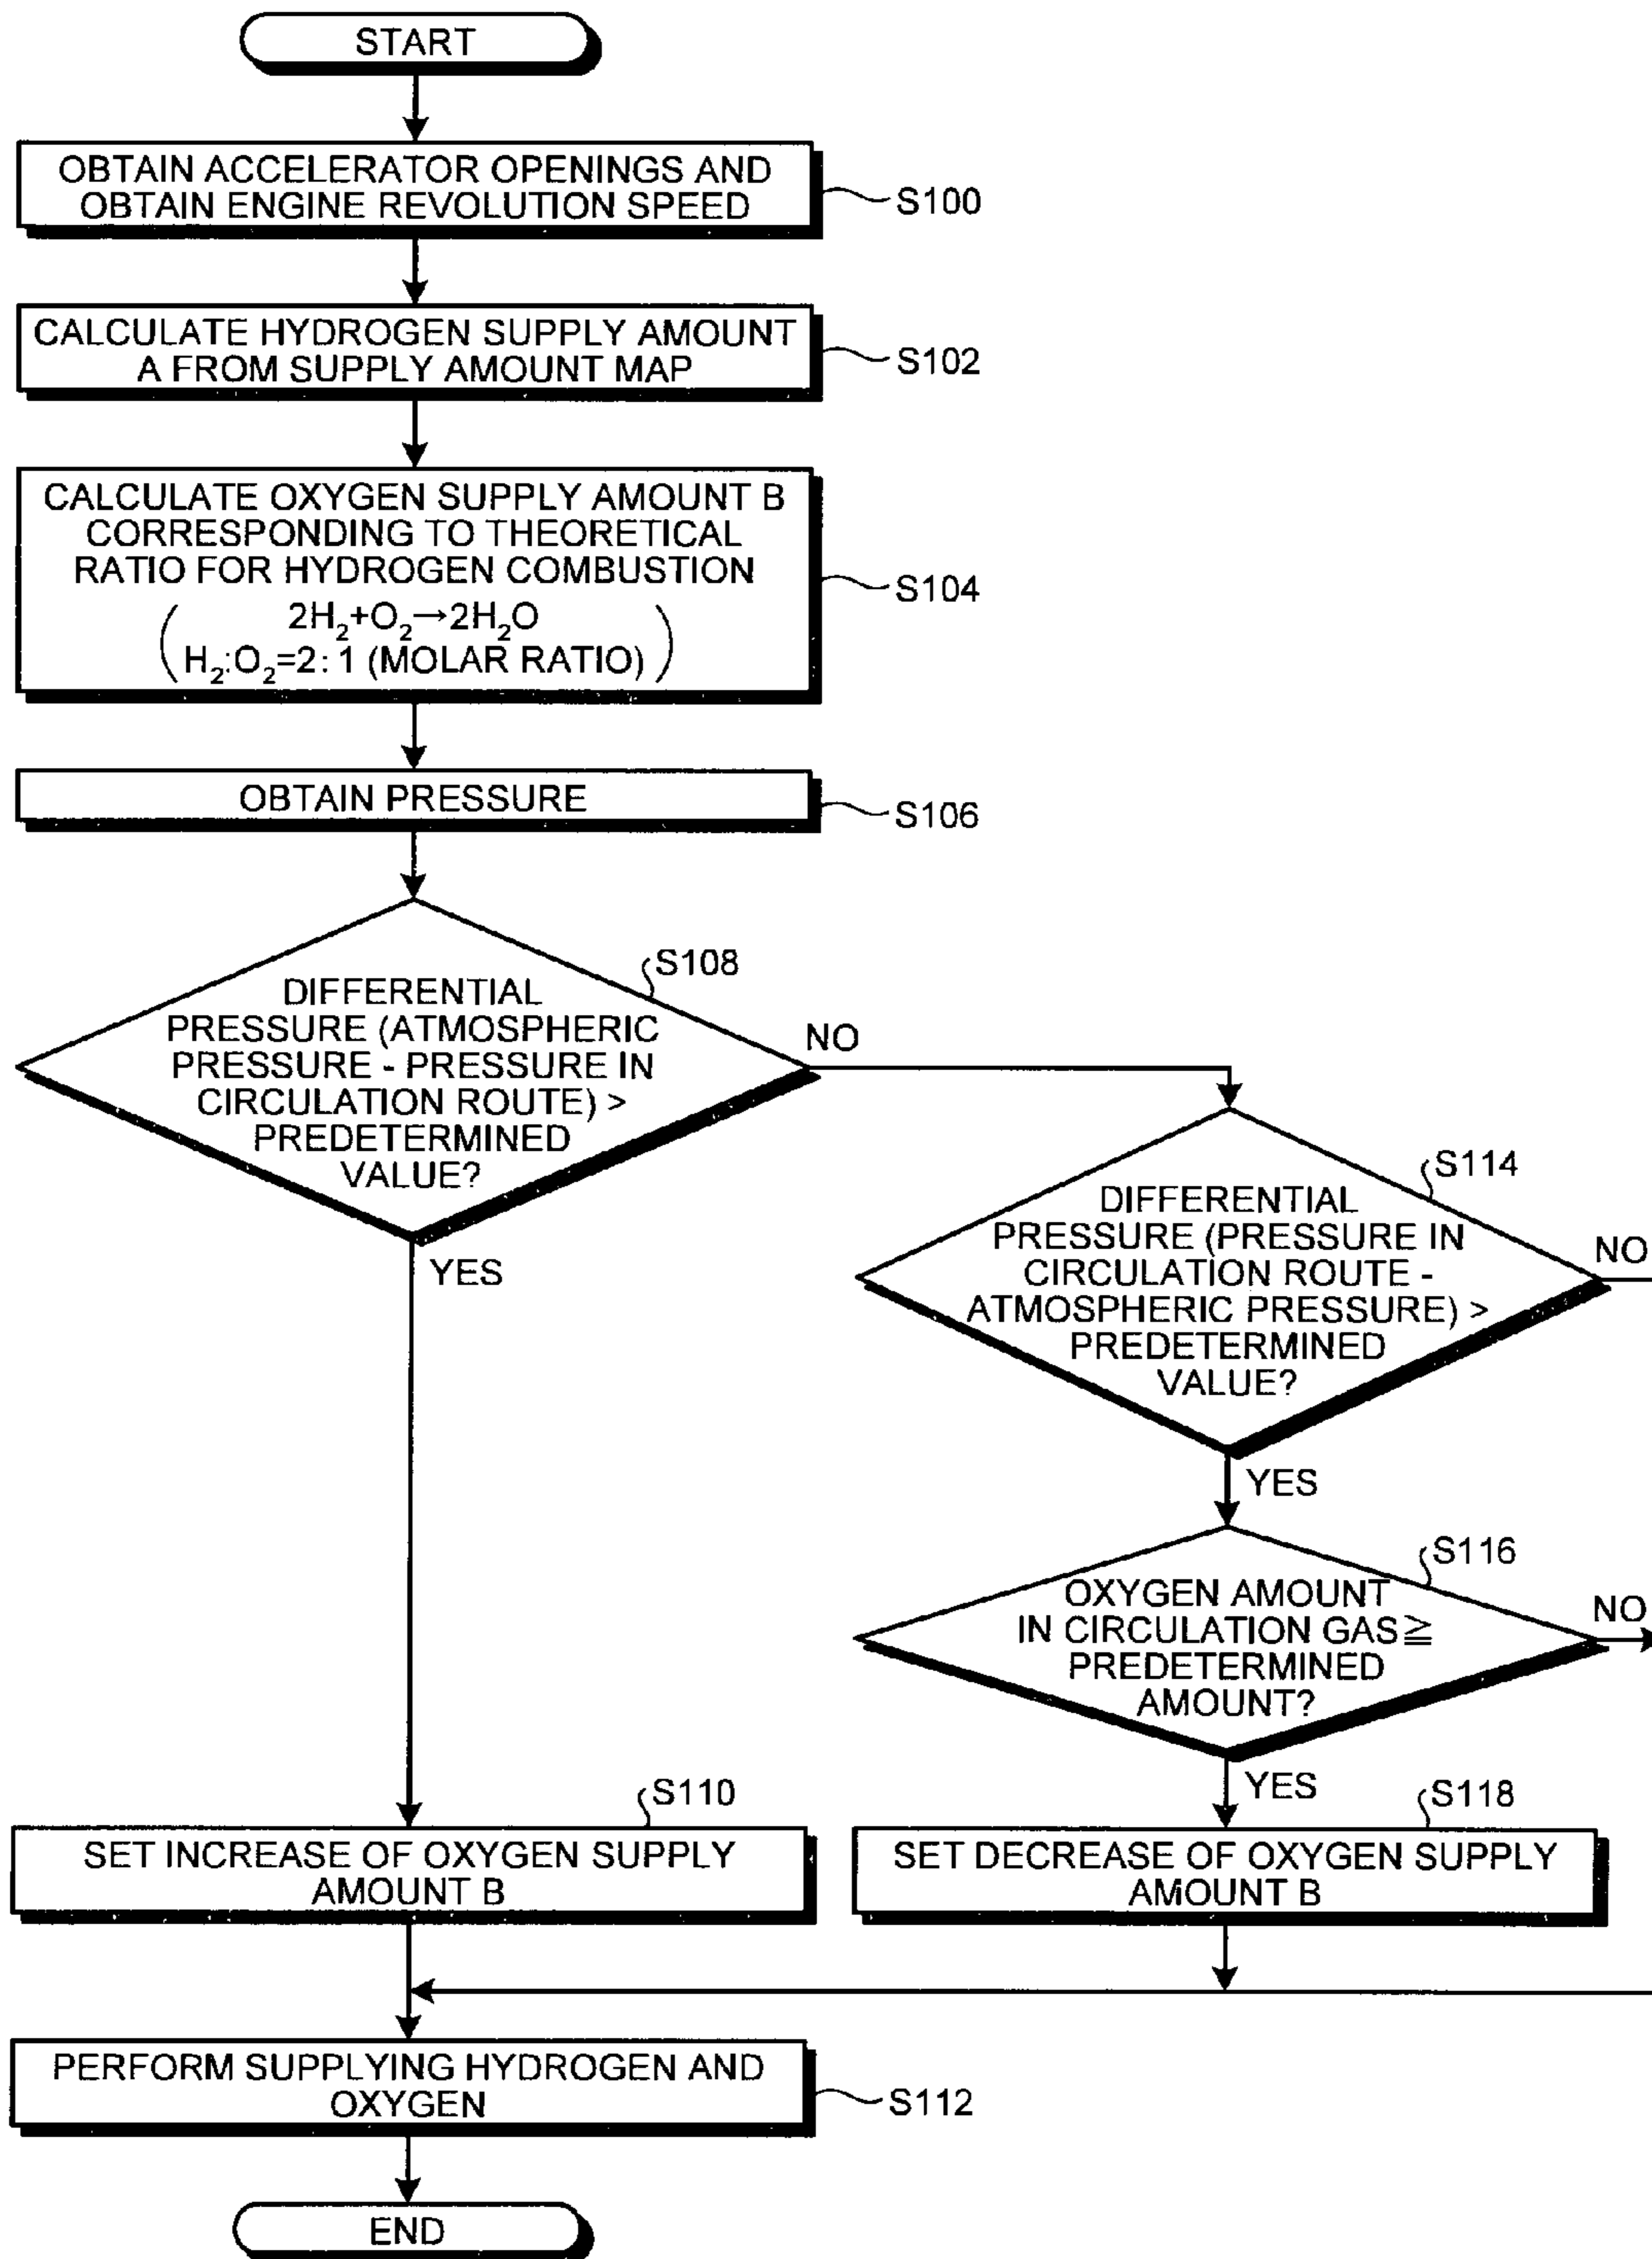 START
OBTAIN ACCELERATOR OPENINGS AND
OBTAIN ENGINE REVOLUTION SPEED
S100
CALCULATE HYDROGEN SUPPLY AMOUNT
A FROM SUPPLY AMOUNT MAP
S102
CALCULATE OXYGEN SUPPLY AMOUNT B
CORRESPONDING TO THEORETICAL
RATIO FOR HYDROGEN COMBUSTION
(2H₂+O₂→2H₂O
H₂:O₂=2:1 (MOLAR RATIO))
S104
OBTAIN PRESSURE
S106
S108
DIFFERENTIAL
PRESSURE (ATMOSPHERIC
PRESSURE - PRESSURE IN
CIRCULATION ROUTE) >
PREDETERMINED
VALUE?
NO
YES
S114
DIFFERENTIAL
PRESSURE (PRESSURE IN
CIRCULATION ROUTE -
ATMOSPHERIC PRESSURE) >
PREDETERMINED
VALUE?
NO
YES
S116
OXYGEN AMOUNT
IN CIRCULATION GAS≧
PREDETERMINED
AMOUNT?
NO
YES
S110
SET INCREASE OF OXYGEN SUPPLY
AMOUNT B
S118
SET DECREASE OF OXYGEN SUPPLY
AMOUNT B
PERFORM SUPPLYING HYDROGEN AND
OXYGEN
S112
END